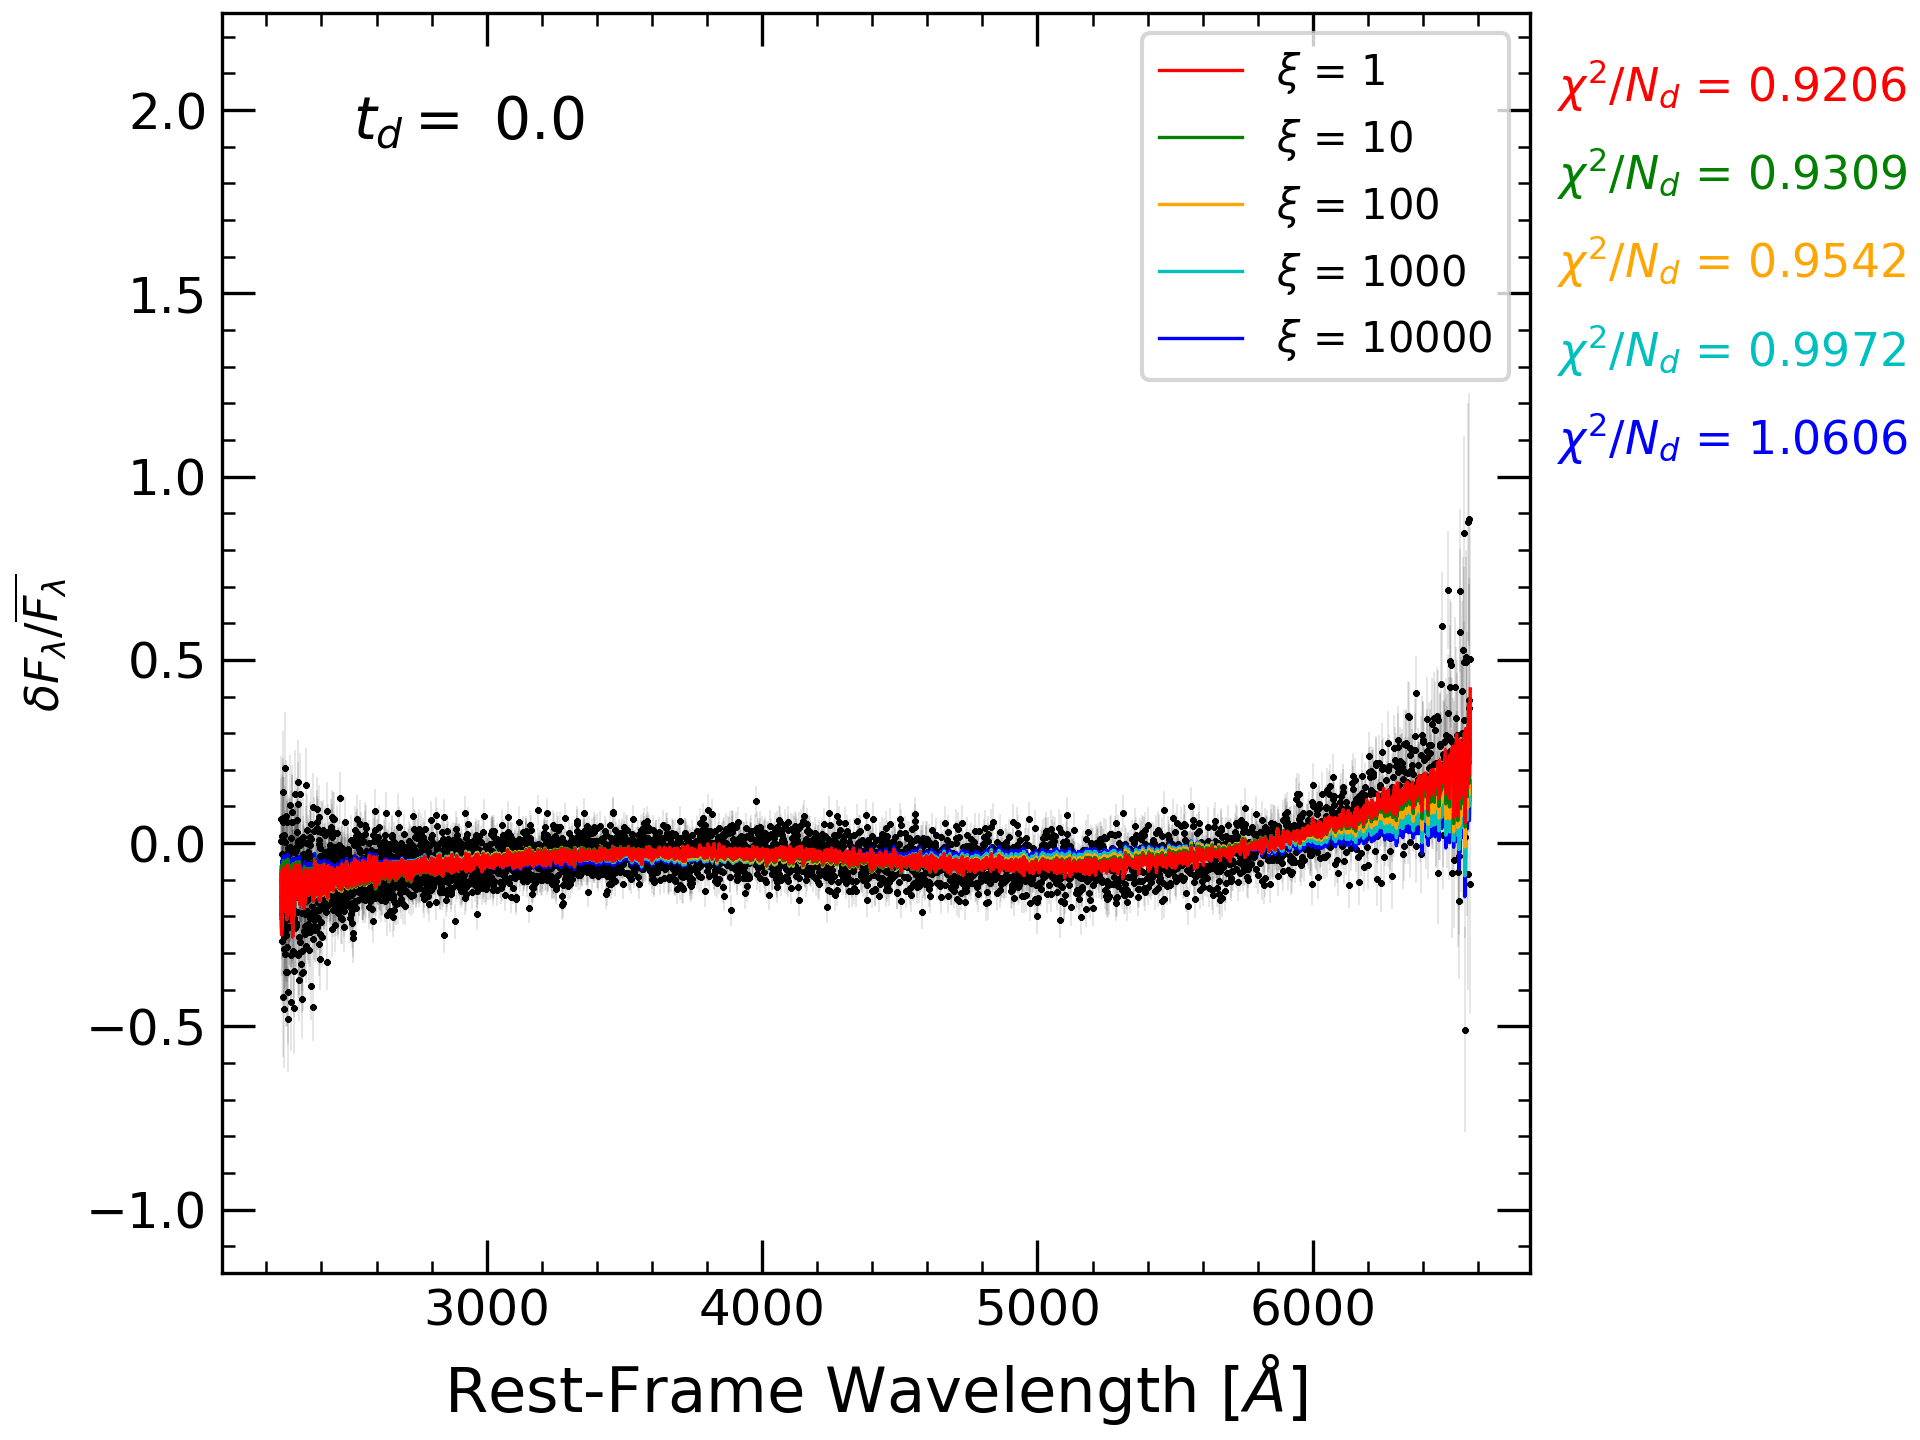 t_d = 0.0
ξ = 1
ξ = 10
ξ = 100
ξ = 1000
ξ = 10000
χ²/N_d = 0.9206
χ²/N_d = 0.9309
χ²/N_d = 0.9542
χ²/N_d = 0.9972
χ²/N_d = 1.0606
2.0
1.5
1.0
0.5
0.0
−0.5
−1.0
δF_λ/F̅_λ
3000 4000 5000 6000
Rest-Frame Wavelength [Å]